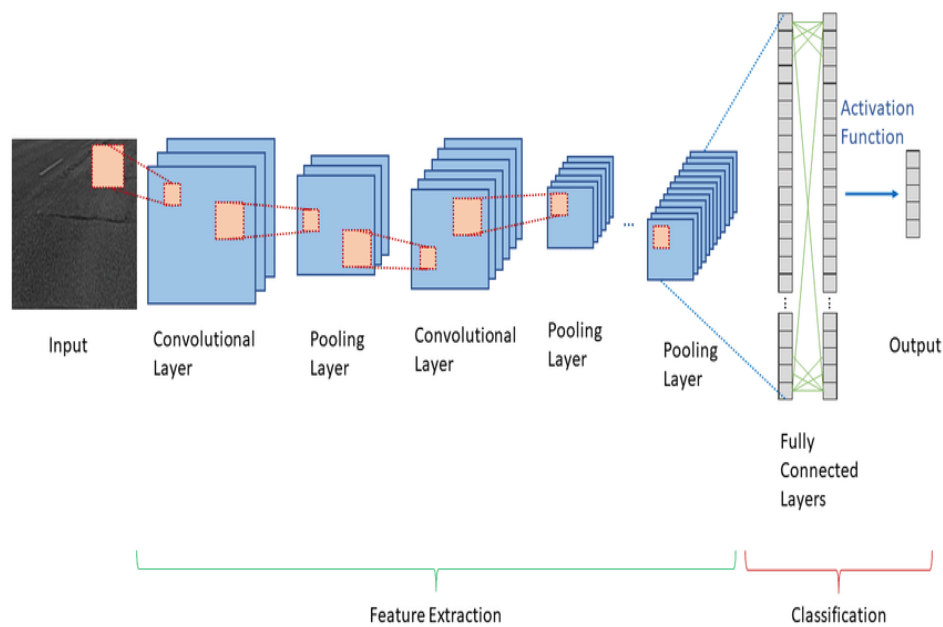 Activation
Function
Input
Convolutional
Layer
Pooling
Layer
Convolutional
Layer
Pooling
Layer
...
Pooling
Layer
Output
Fully
Connected
Layers
Feature Extraction
Classification